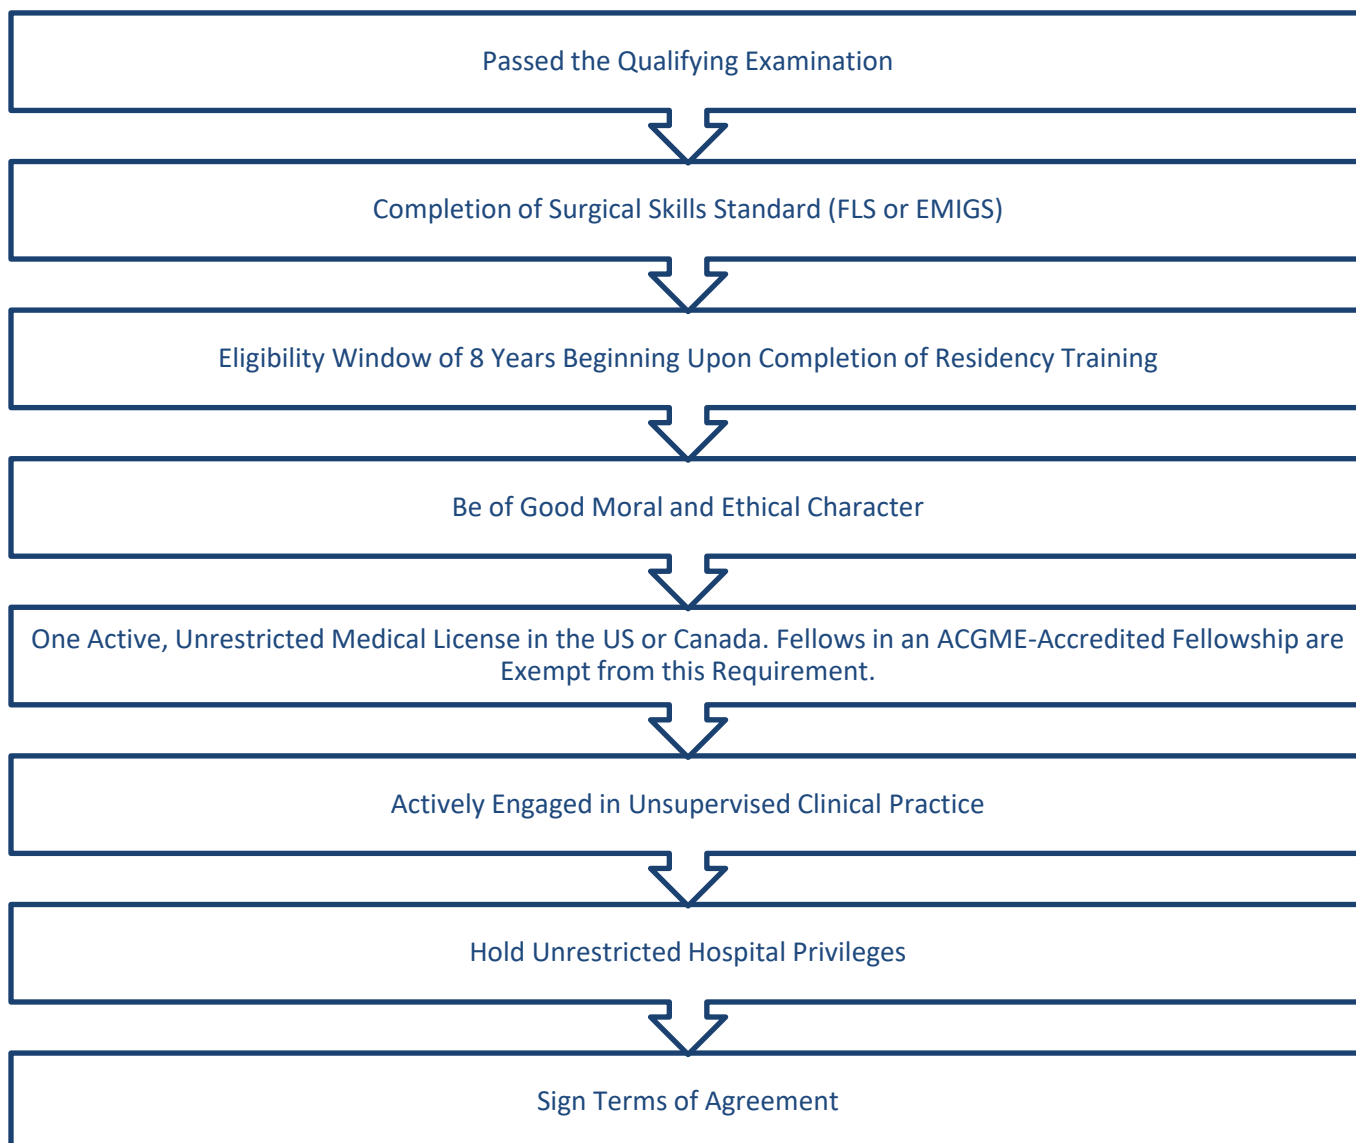 Passed the Qualifying Examination
Completion of Surgical Skills Standard (FLS or EMIGS)
Eligibility Window of 8 Years Beginning Upon Completion of Residency Training
Be of Good Moral and Ethical Character
One Active, Unrestricted Medical License in the US or Canada. Fellows in an ACGME-Accredited Fellowship are
Exempt from this Requirement.
Actively Engaged in Unsupervised Clinical Practice
Hold Unrestricted Hospital Privileges
Sign Terms of Agreement